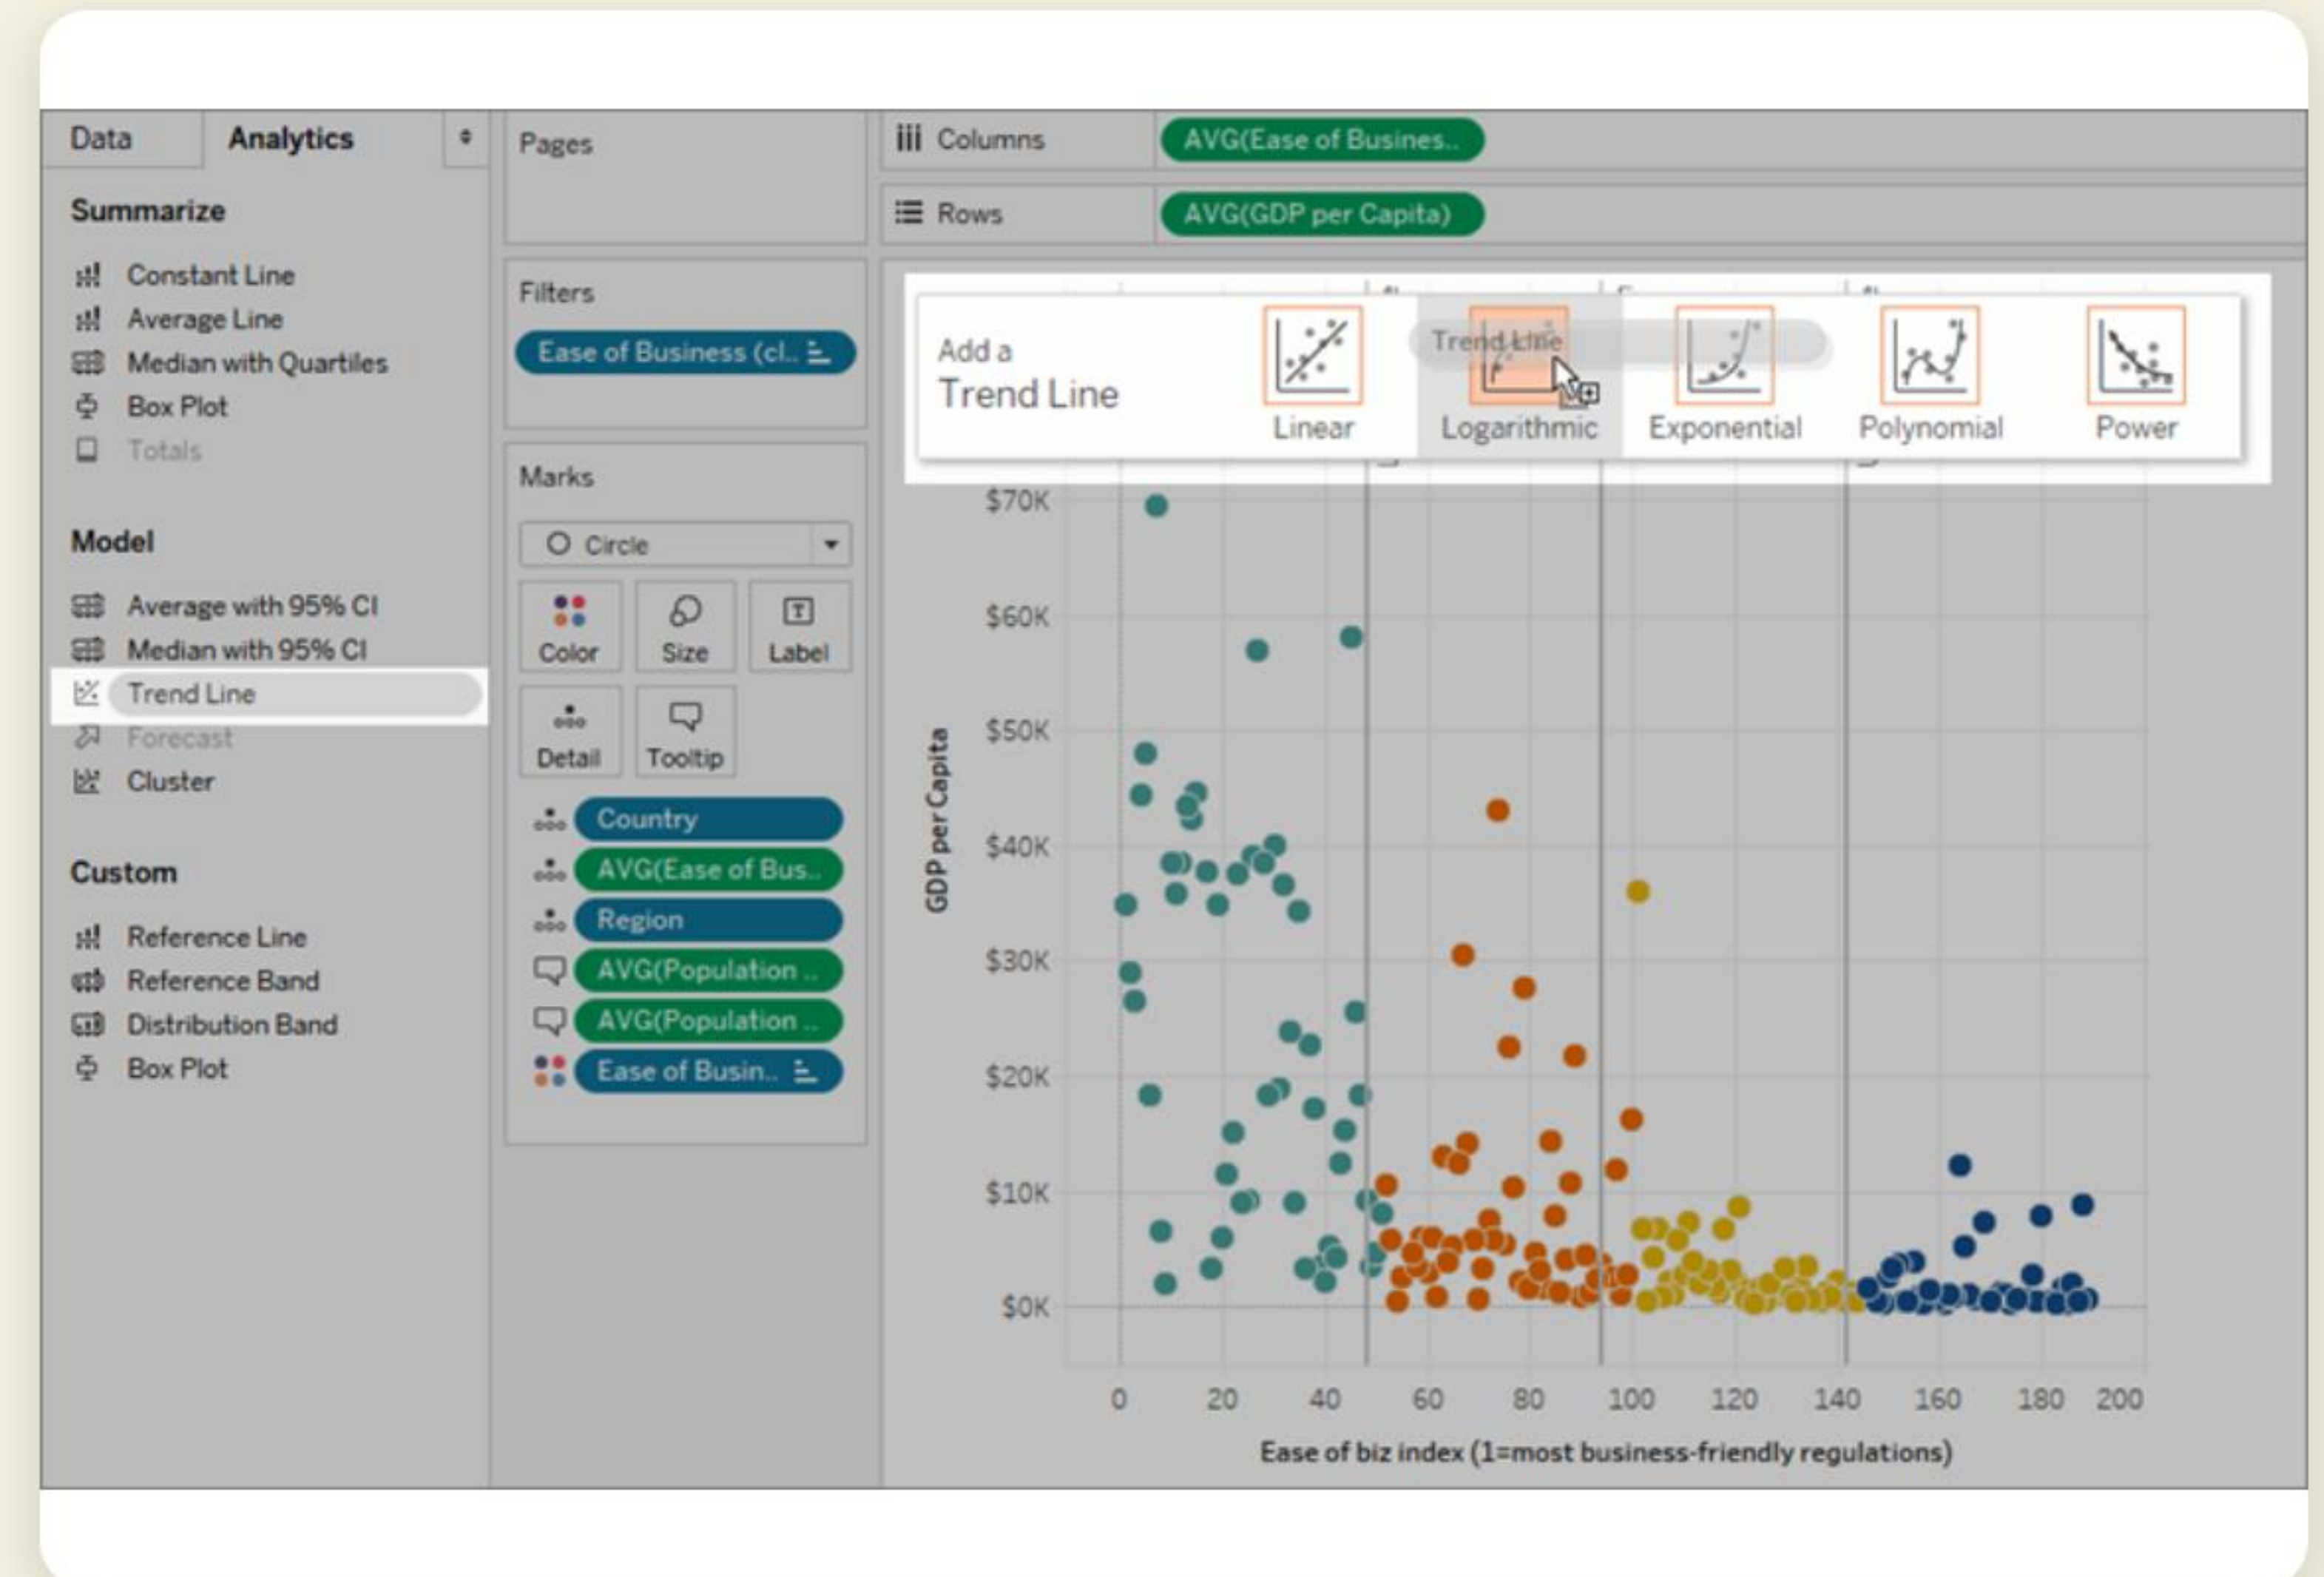 Data
Analytics
Summarize
Constant Line
Average Line
Median with Quartiles
Box Plot
Totals
Model
Average with 95% CI
Median with 95% CI
Trend Line
Forecast
Cluster
Custom
Reference Line
Reference Band
Distribution Band
Box Plot
Pages
Filters
Ease of Business (cl..
Marks
Circle
Color
Size
Label
Detail
Tooltip
Country
AVG(Ease of Bus..
Region
AVG(Population ..
AVG(Population ..
Ease of Busin..
Columns
AVG(Ease of Busines..
Rows
AVG(GDP per Capita)
Add a
Trend Line
Linear
Trend Line
Logarithmic
Exponential
Polynomial
Power
GDP per Capita
$70K
$60K
$50K
$40K
$30K
$20K
$10K
$0K
0 20 40 60 80 100 120 140 160 180 200
Ease of biz index (1=most business-friendly regulations)